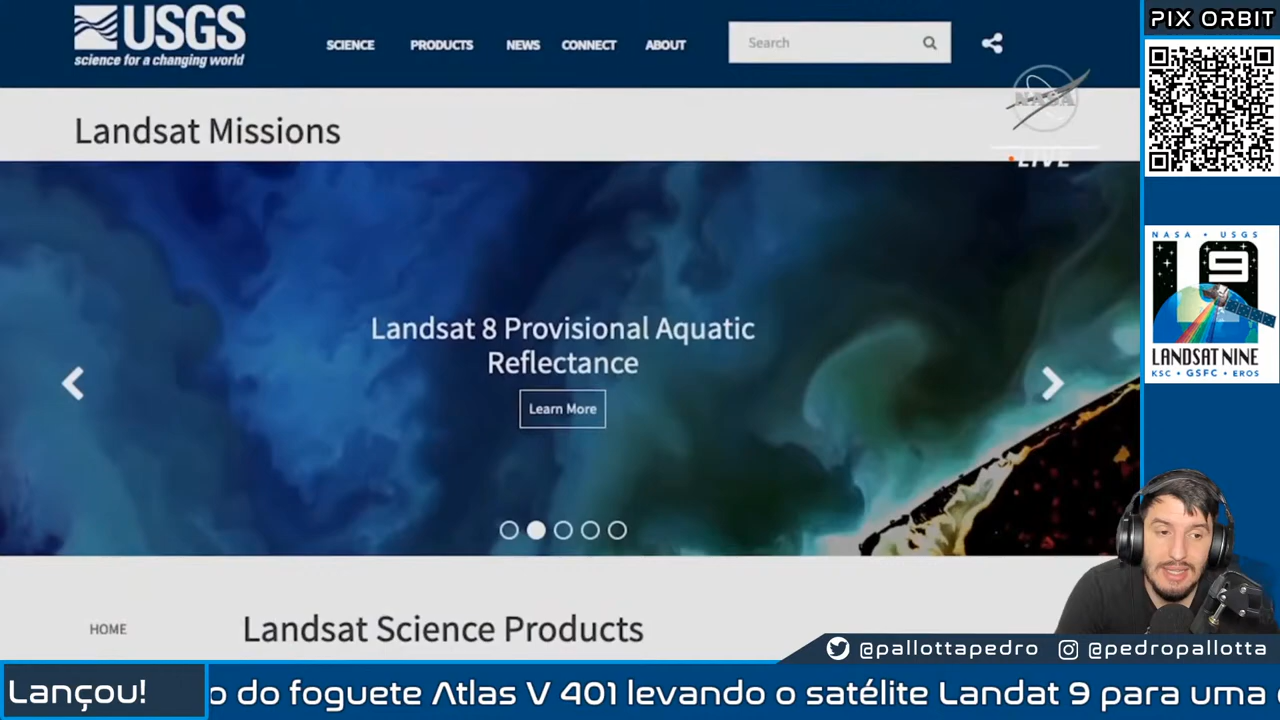 USGS
science for a changing world
SCIENCE
PRODUCTS
NEWS
CONNECT
ABOUT
Search
NASA
LIVE
Landsat Missions
Landsat 8 Provisional Aquatic
Reflectance
Learn More
HOME
Landsat Science Products
PIX ORBIT
NASA • USGS
L9
LANDSAT NINE
KSC • GSFC • EROS
@pallottapedro
@pedropallotta
Lançou!
o do foguete Atlas V 401 levando o satélite Landat 9 para uma